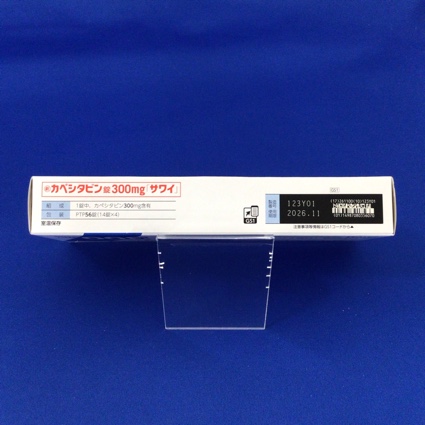 カペシタビン錠300mg「サワイ」
組成 1錠中、カペシタビン300mg含有
包装 PTP56錠(14錠×4)
室温保存
GS1
123Y01
2026.11
注意事項等情報はGS1コードから▲